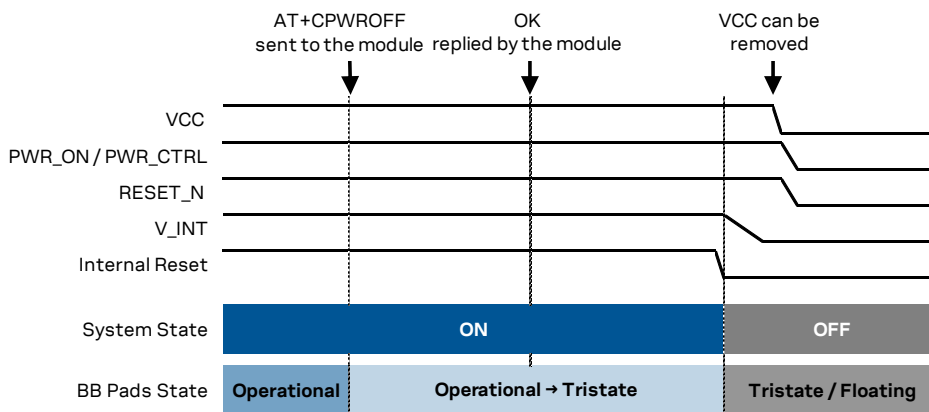 AT+CPWROFF
sent to the module
OK
replied by the module
VCC can be
removed
VCC
PWR_ON / PWR_CTRL
RESET_N
V_INT
Internal Reset
System State
ON
OFF
BB Pads State
Operational
Operational → Tristate
Tristate / Floating